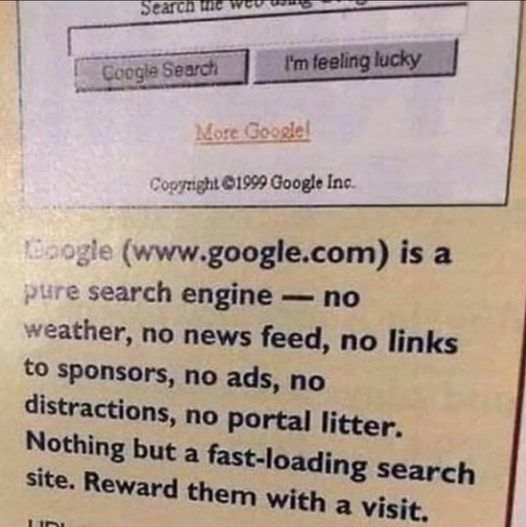 Search the web using
Google Search
I'm feeling lucky
More Google!
Copyright ©1999 Google Inc.
Google (www.google.com) is a
pure search engine — no
weather, no news feed, no links
to sponsors, no ads, no
distractions, no portal litter.
Nothing but a fast-loading search
site. Reward them with a visit.